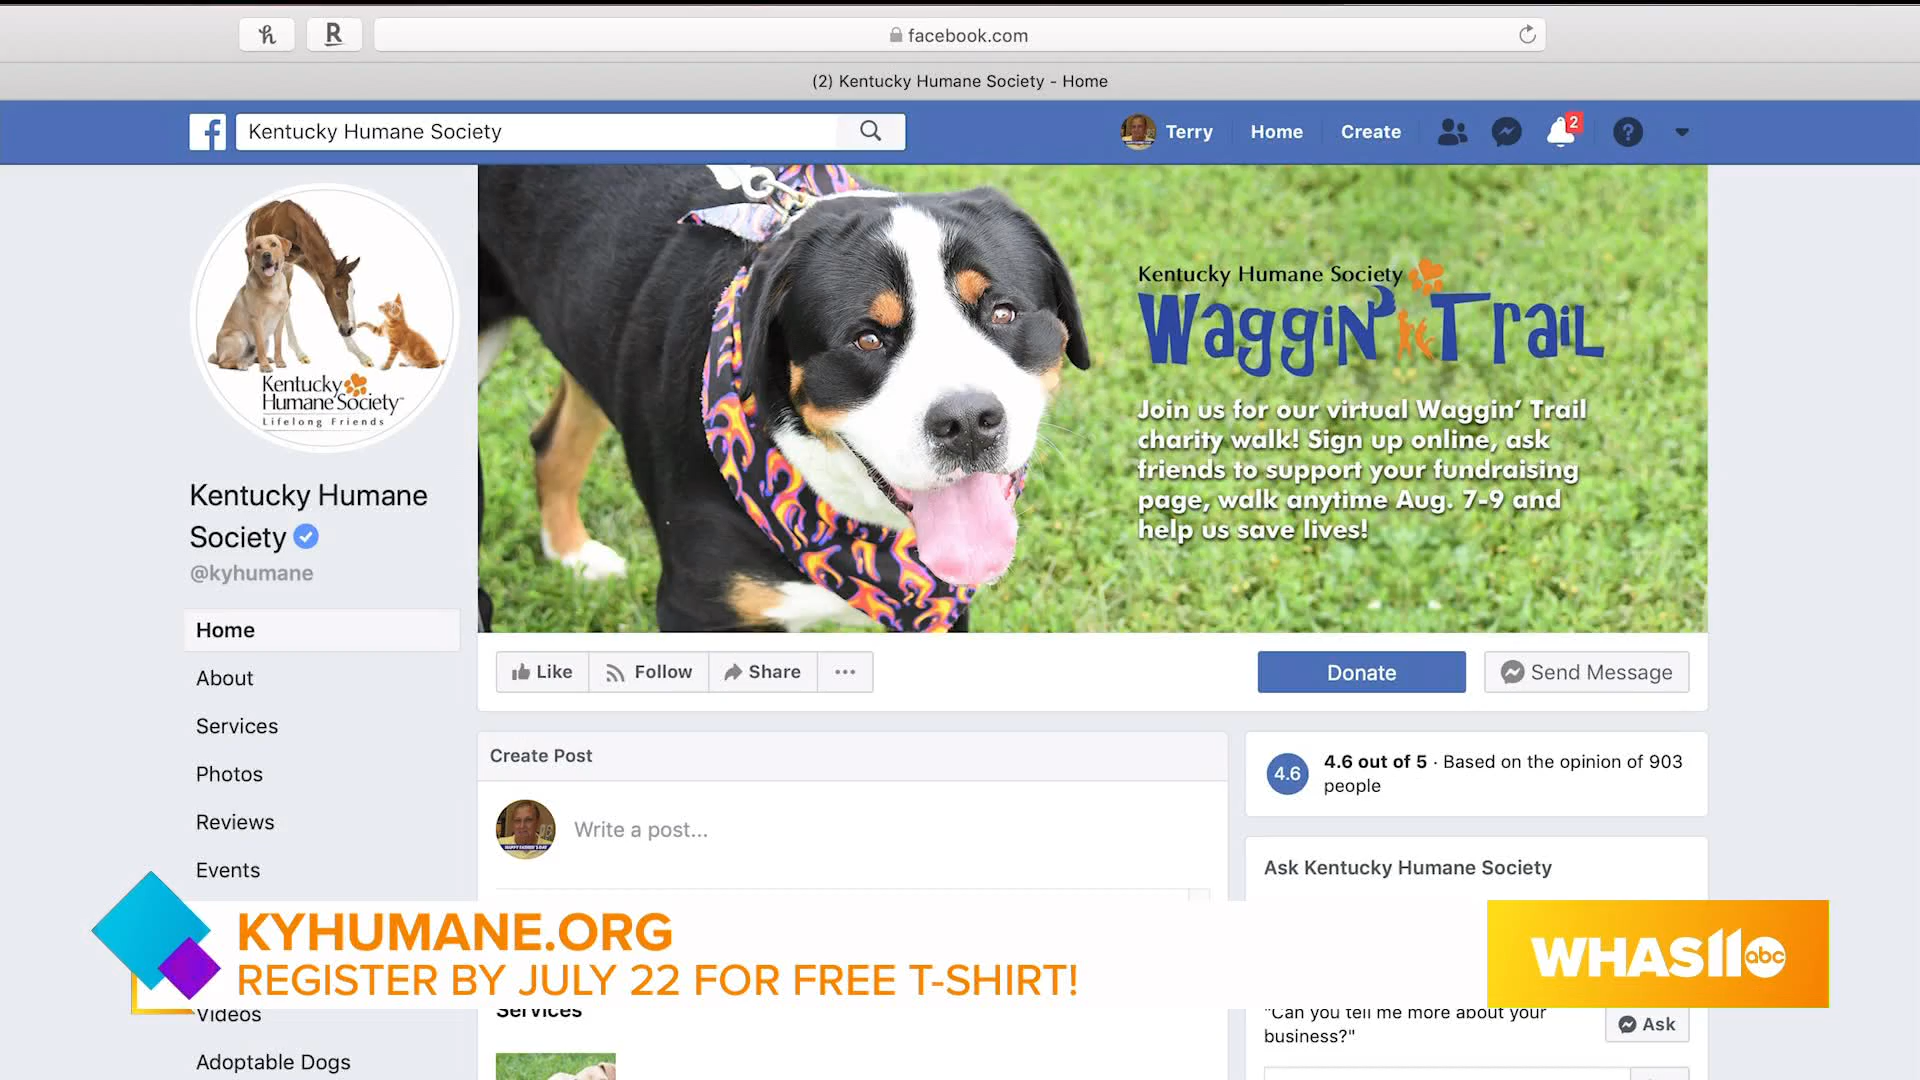 facebook.com
(2) Kentucky Humane Society - Home
Kentucky Humane Society
Terry
Home
Create
2
Kentucky Humane Society
Lifelong Friends
Kentucky Humane Society
Waggin' Trail
Join us for our virtual Waggin' Trail
charity walk! Sign up online, ask
friends to support your fundraising
page, walk anytime Aug. 7-9 and
help us save lives!
Kentucky Humane
Society
@kyhumane
Home
About
Services
Photos
Reviews
Events
Videos
Adoptable Dogs
Like
Follow
Share
Donate
Send Message
Create Post
Write a post...
4.6
4.6 out of 5 · Based on the opinion of 903
people
Ask Kentucky Humane Society
KYHUMANE.ORG
REGISTER BY JULY 22 FOR FREE T-SHIRT!
WHAS11 abc
Services
"Can you tell me more about your
business?"
Ask